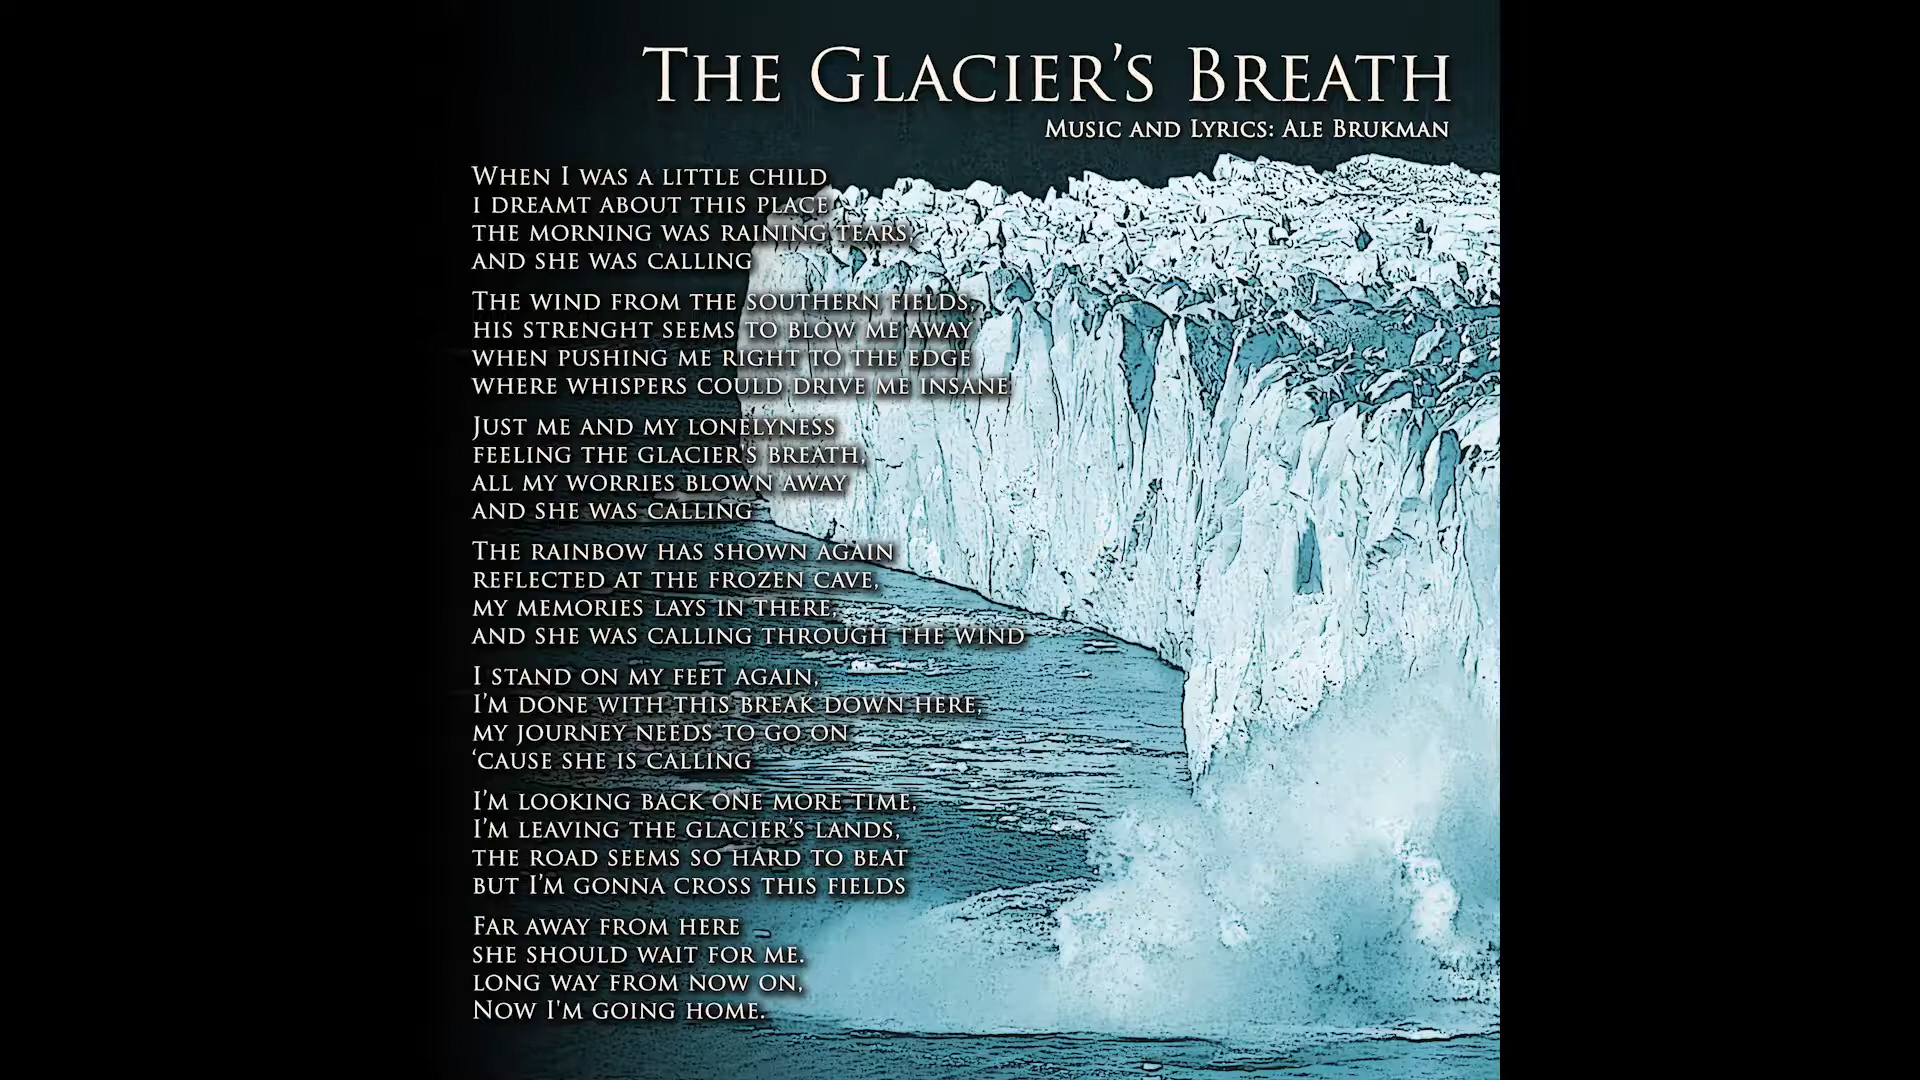 The Glacier’s Breath
Music and Lyrics: Ale Brukman
When I was a little child
i dreamt about this place
the morning was raining tears,
and she was calling
The wind from the southern fields,
his strenght seems to blow me away
when pushing me right to the edge
where whispers could drive me insane
Just me and my lonelyness
feeling the glacier's breath,
all my worries blown away
and she was calling
The rainbow has shown again
reflected at the frozen cave,
my memories lays in there,
and she was calling through the wind
I stand on my feet again,
I’m done with this break down here,
my journey needs to go on
‘cause she is calling
I’m looking back one more time,
I’m leaving the glacier’s lands,
the road seems so hard to beat
but I’m gonna cross this fields
Far away from here
she should wait for me.
long way from now on,
Now I'm going home.